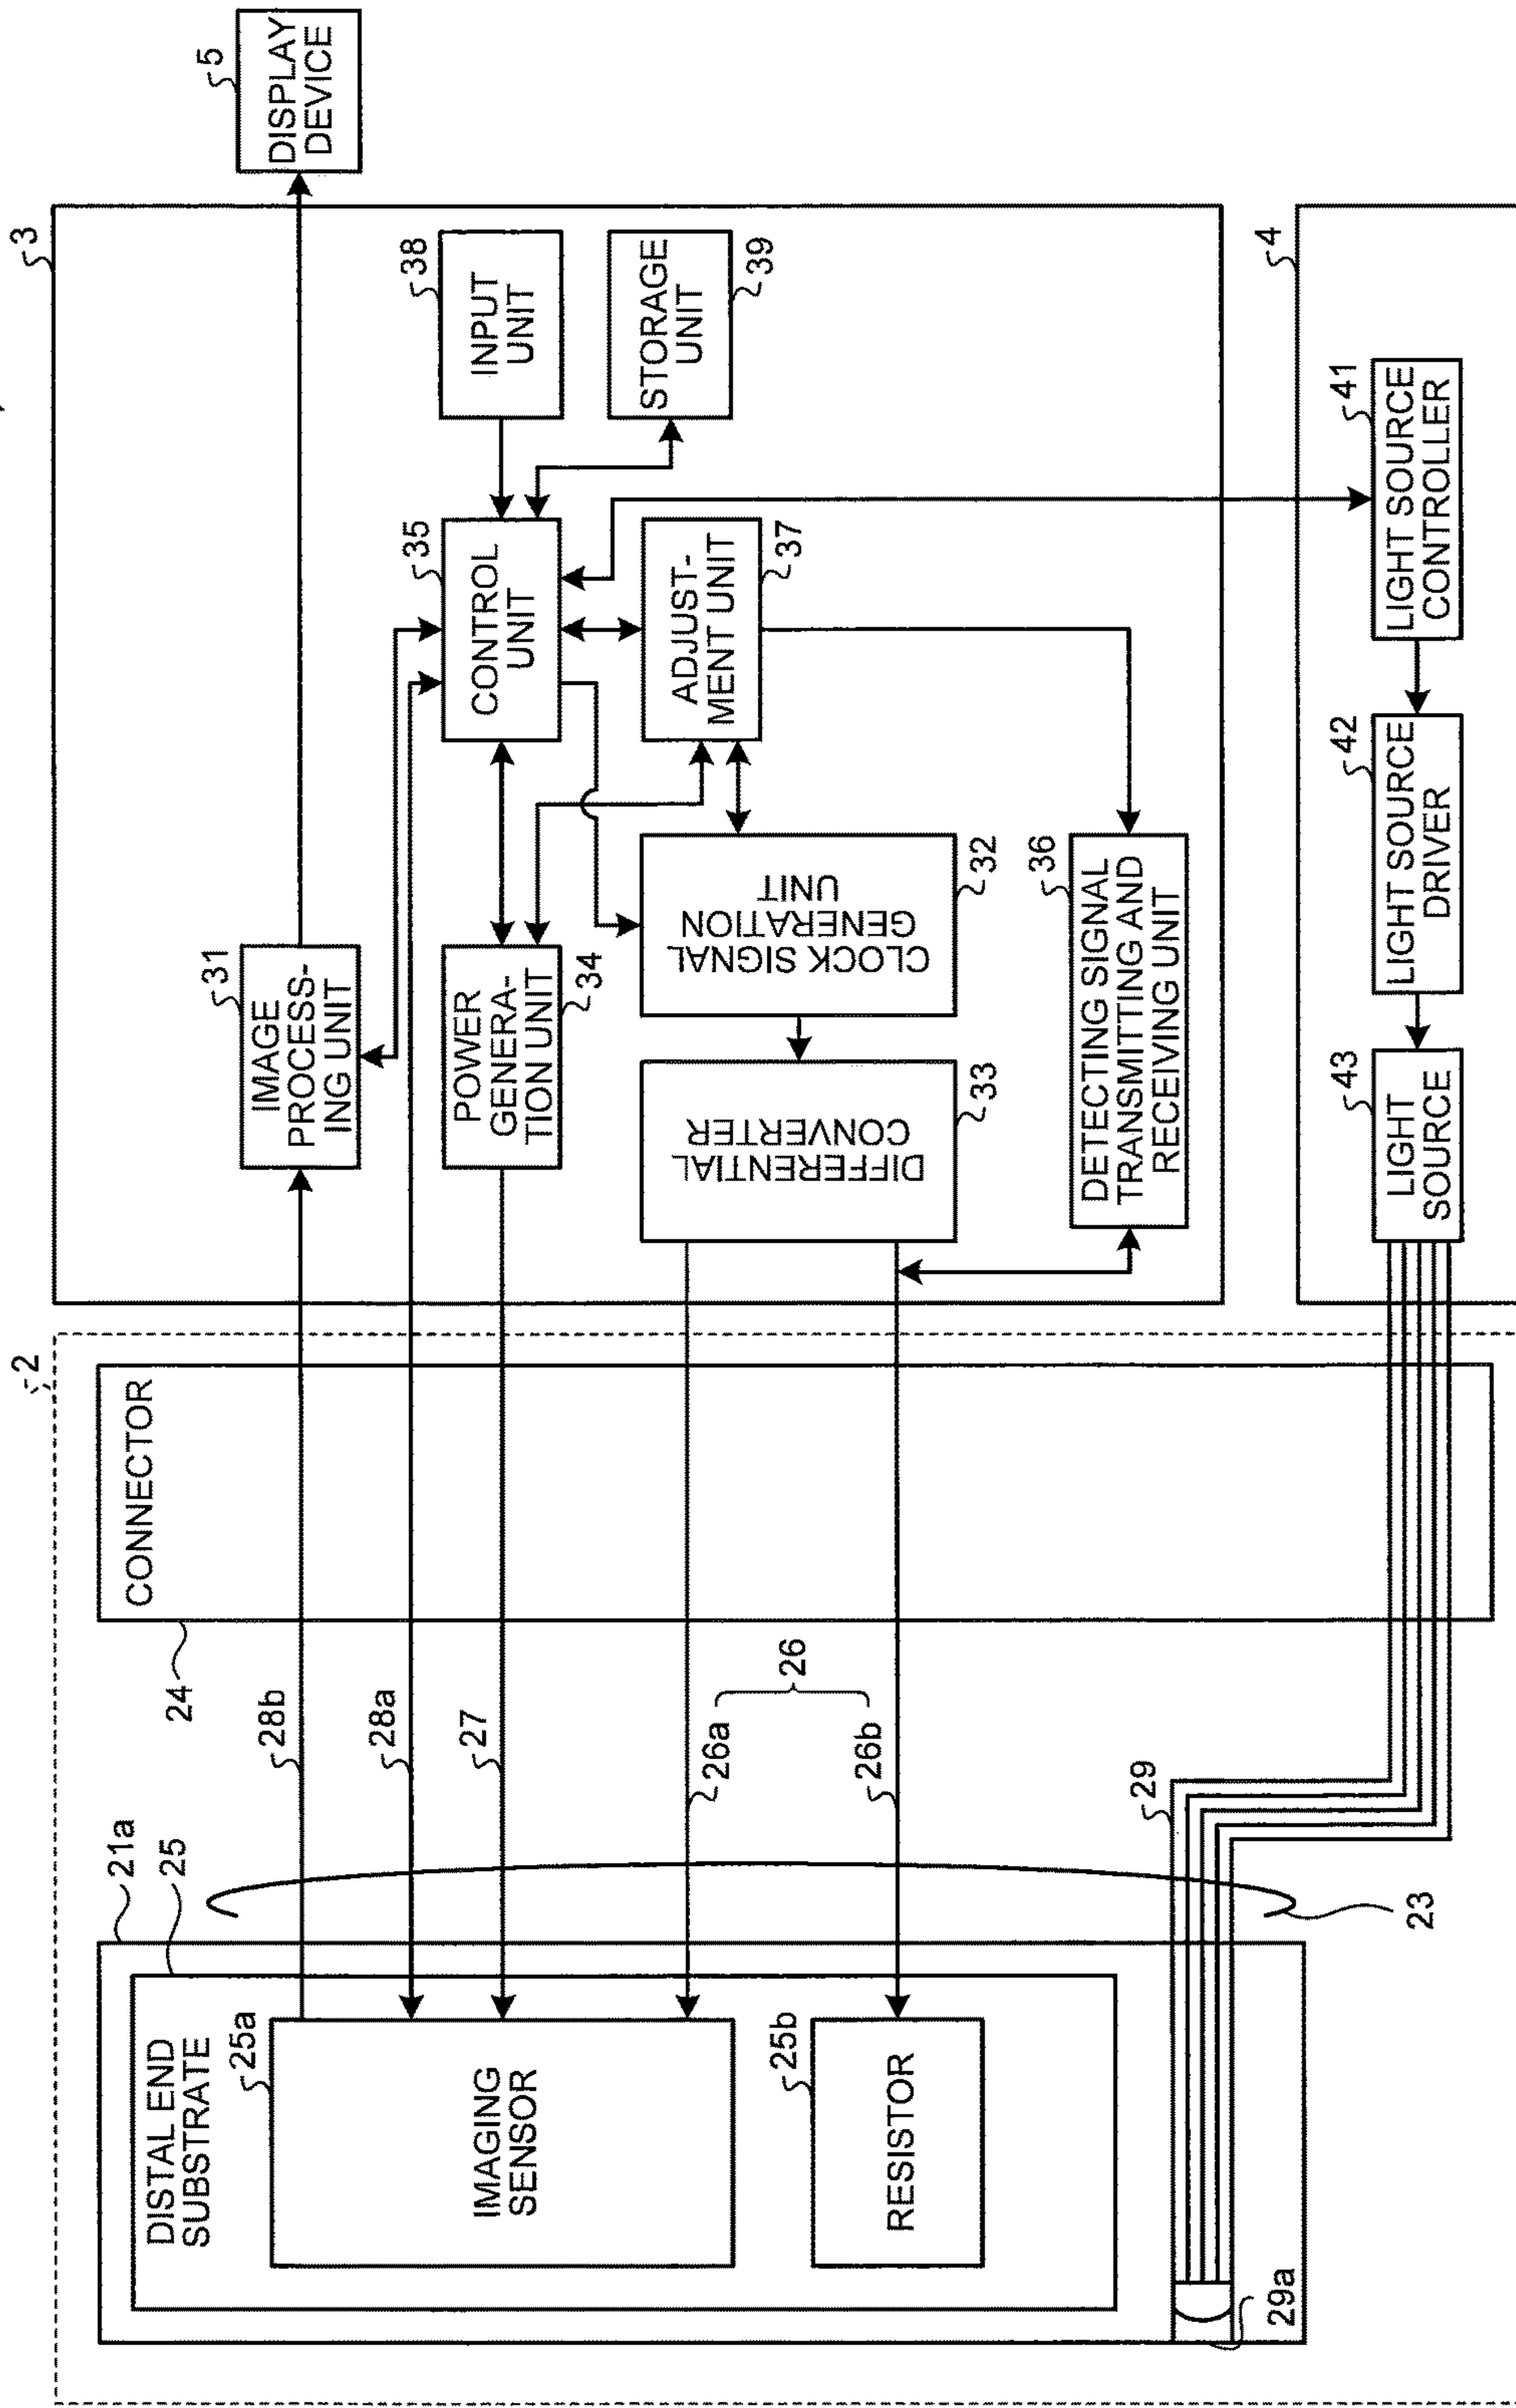 2
21a
25
DISTAL END
SUBSTRATE
25a
IMAGING
SENSOR
25b
RESISTOR
29a
28b
28a
27
26a
26
26b
29
23
24
CONNECTOR
3
31
IMAGE
PROCESS-
ING UNIT
POWER
GENERA-
TION UNIT
34
DIFFERENTIAL
CONVERTER
33
CLOCK SIGNAL
GENERATION
UNIT
32
36
DETECTING SIGNAL
TRANSMITTING AND
RECEIVING UNIT
35
CONTROL
UNIT
ADJUST-
MENT UNIT
37
38
INPUT
UNIT
STORAGE
UNIT
39
5
DISPLAY
DEVICE
4
43
LIGHT
SOURCE
42
LIGHT SOURCE
DRIVER
41
LIGHT SOURCE
CONTROLLER